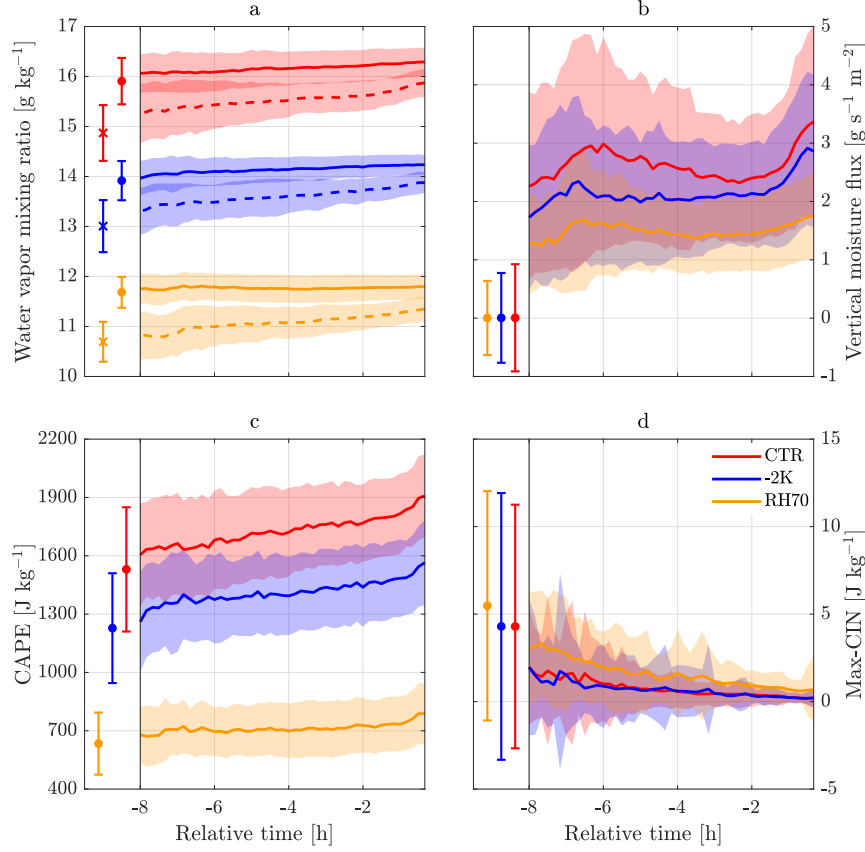 a
b
17
16
15
14
13
12
11
10
Water vapor mixing ratio [g kg⁻¹]
5
4
3
2
1
0
-1
Vertical moisture flux [g s⁻¹ m⁻²]
c
d
2200
1900
1600
1300
1000
700
400
CAPE [J kg⁻¹]
-8
-6
-4
-2
Relative time [h]
CTR
-2K
RH70
15
10
5
0
-5
Max-CIN [J kg⁻¹]
-8
-6
-4
-2
Relative time [h]